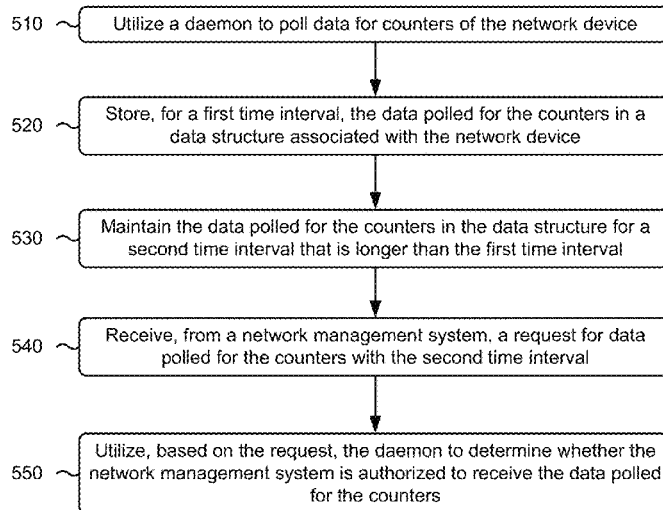 510
Utilize a daemon to poll data for counters of the network device
520
Store, for a first time interval, the data polled for the counters in a
data structure associated with the network device
530
Maintain the data polled for the counters in the data structure for a
second time interval that is longer than the first time interval
540
Receive, from a network management system, a request for data
polled for the counters with the second time interval
550
Utilize, based on the request, the daemon to determine whether the
network management system is authorized to receive the data polled
for the counters